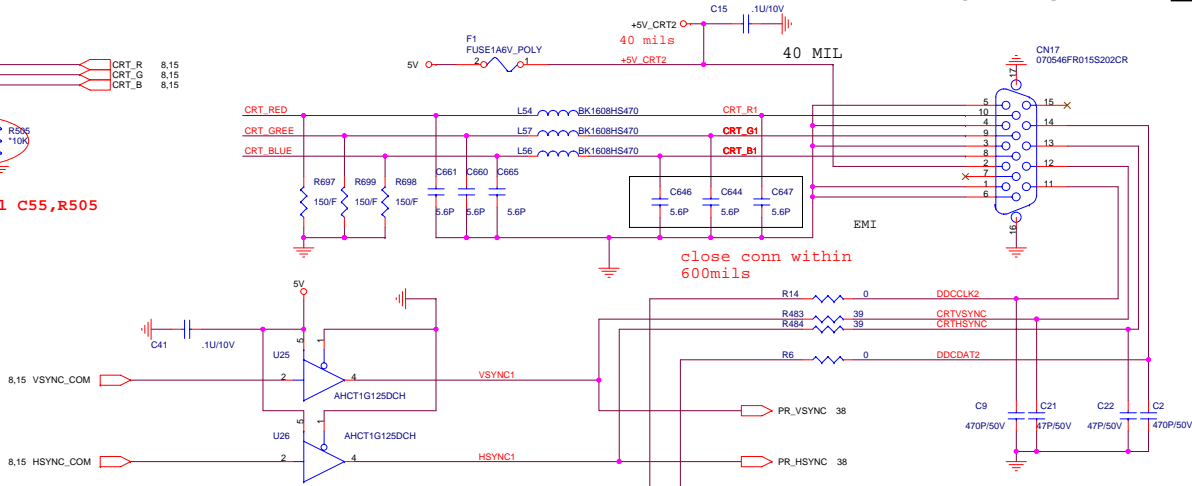 C15 .1U/10V
+5V_CRT2
40 mils
F1
FUSE1A6V_POLY
5V 2 1 +5V_CRT2
40 MIL
CN17
070546FR015S202CR
CRT_R 8,15
CRT_G 8,15
CRT_B 8,15
17
CRT_RED L54 BK1608HS470 CRT_R1
CRT_GREE L57 BK1608HS470 CRT_G1
CRT_BLUE L56 BK1608HS470 CRT_B1
5 15
10
4 14
9
3 13
8
2 12
7
1 11
6
16
R505
*10K
R697 R699 R698
150/F 150/F 150/F
C661 C660 C665
5.6P 5.6P 5.6P
C646 C644 C647
5.6P 5.6P 5.6P
EMI
1 C55,R505
close conn within
600mils
5V
R14 0 DDCCLK2
R483 39 CRTVSYNC
R484 39 CRTHSYNC
R6 0 DDCDAT2
C41 .1U/10V
5 1
U25
8,15 VSYNC_COM 2 4 VSYNC1
AHCT1G125DCH
PR_VSYNC 38
5 1
U26 AHCT1G125DCH
8,15 HSYNC_COM 2 4 HSYNC1
PR_HSYNC 38
C9 C21 C22 C2
470P/50V 47P/50V 47P/50V 470P/50V